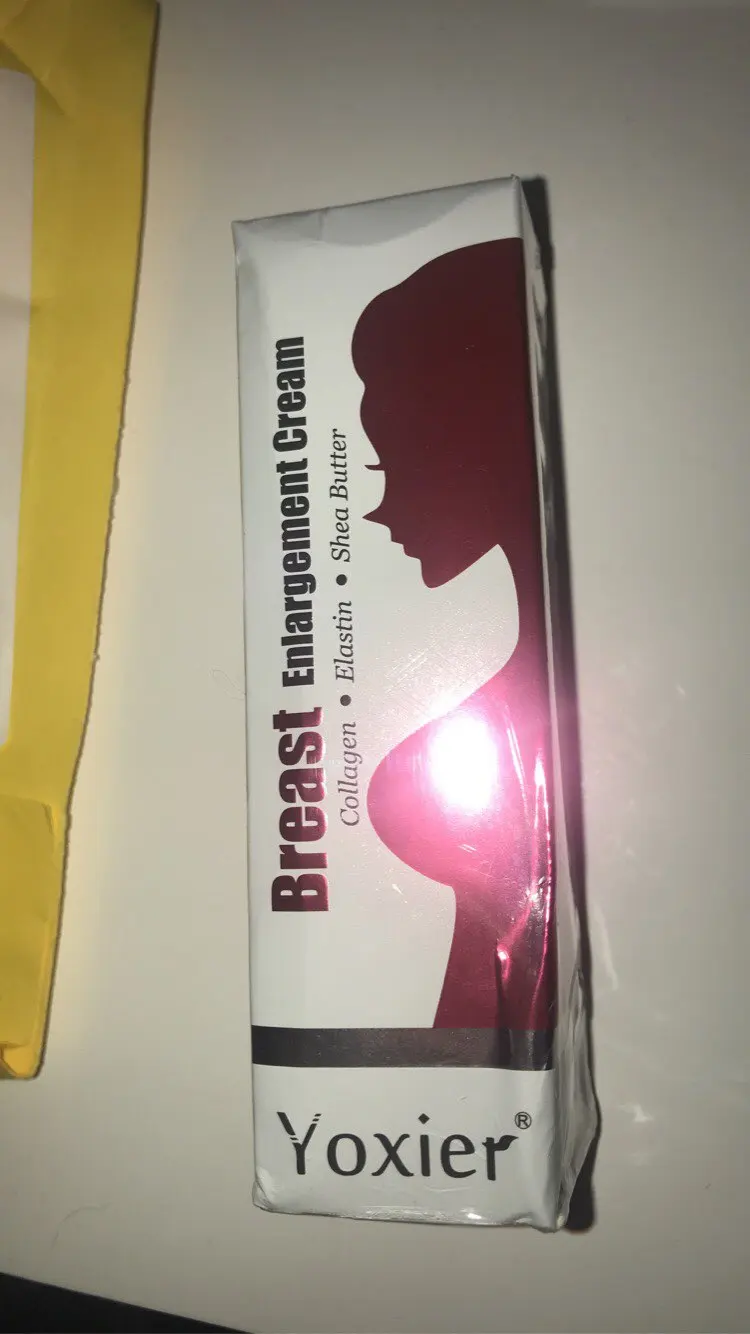 Breast Enlargement Cream
Collagen • Elastin • Shea Butter
Yoxier®